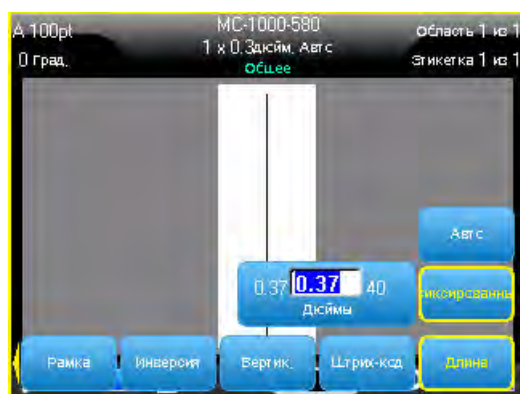 A 100pt
MC-1000-580
Область 1 из 1
1 x 0.3дюйм, Авто
0 Град.
Общее
Этикетка 1 из 1
Авто
0.37 0.37 40
Дюймы
иксированны
Рамка
Инверсия
Вертик.
Штрих-код
Длина